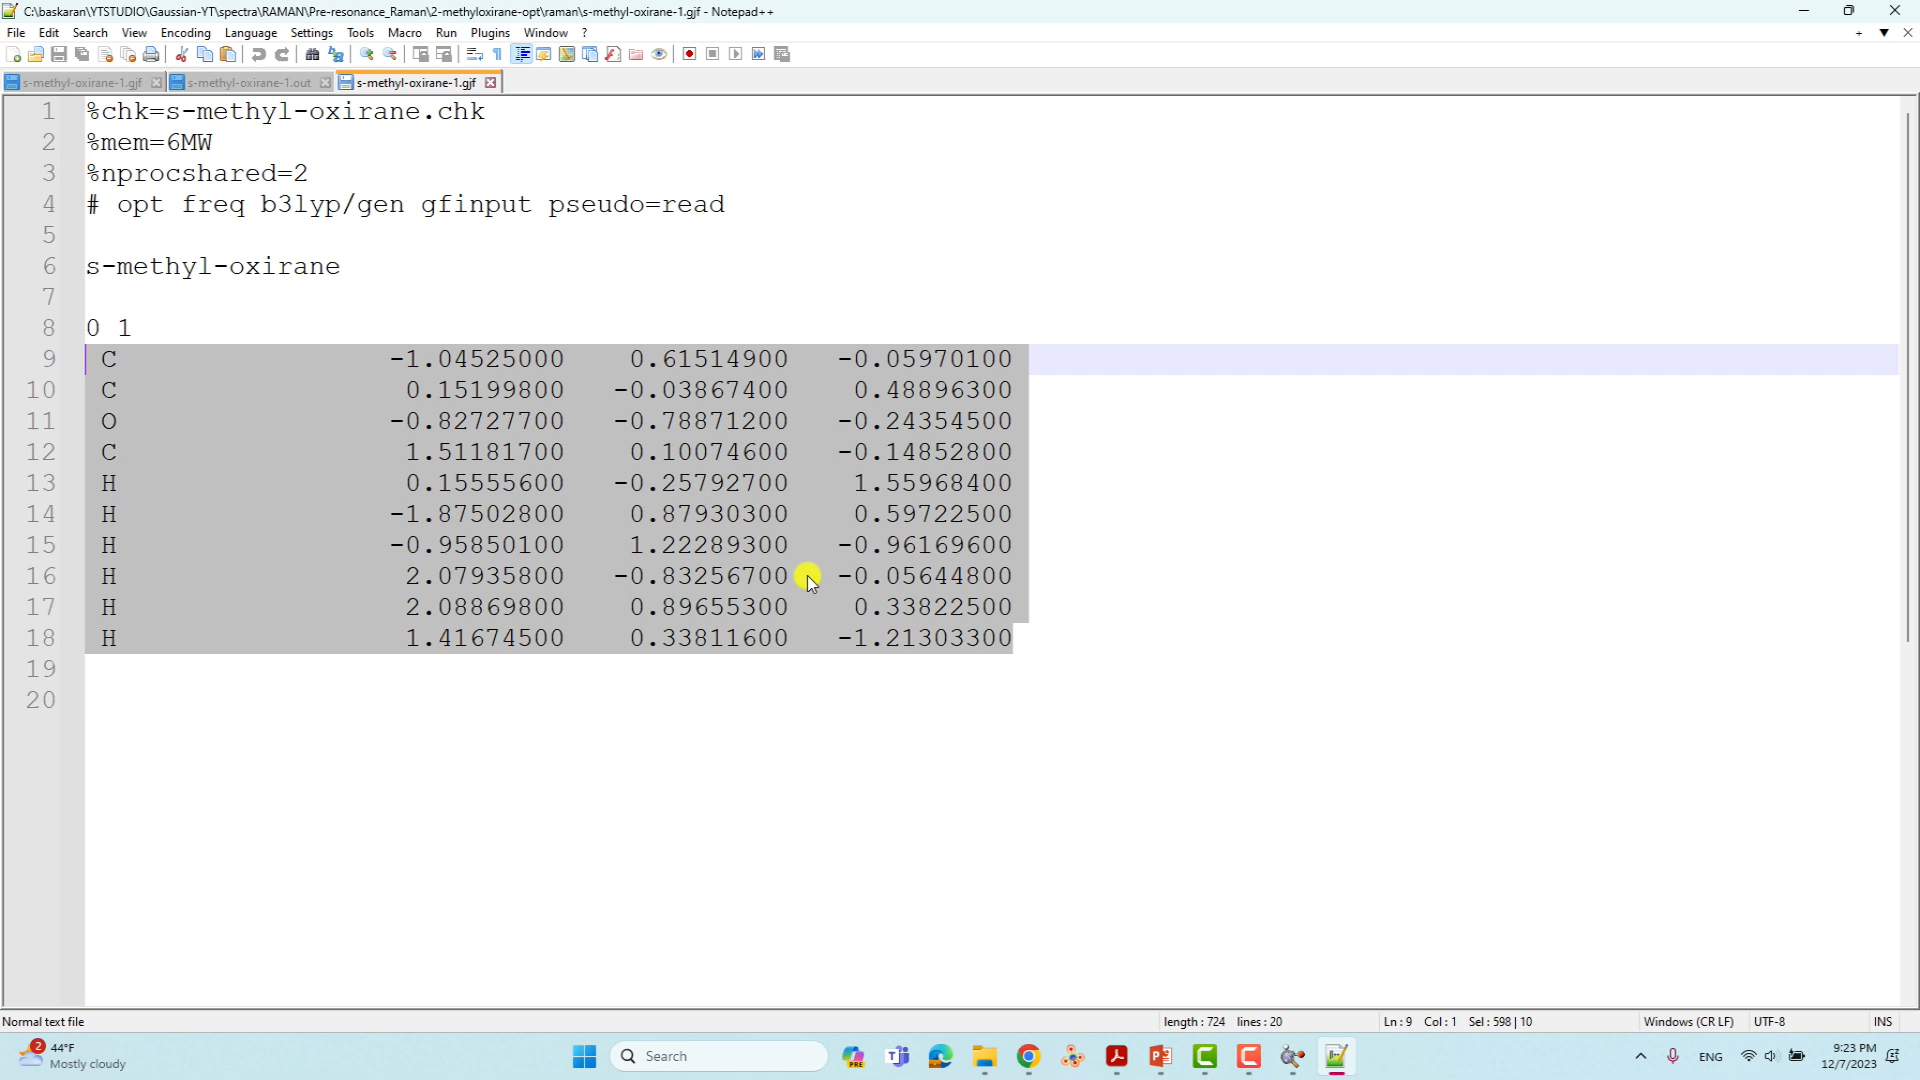 C:\baskaran\YTSTUDIO\Gaussian-YT\spectra\RAMAN\Pre-resonance_Raman\2-methyloxirane-opt\raman\s-methyl-oxirane-1.gjf - Notepad++
File Edit Search View Encoding Language Settings Tools Macro Run Plugins Window ?
s-methyl-oxirane-1.gjf s-methyl-oxirane-1.out s-methyl-oxirane-1.gjf
1 %chk=s-methyl-oxirane.chk
2 %mem=6MW
3 %nprocshared=2
4 # opt freq b3lyp/gen gfinput pseudo=read
5
6 s-methyl-oxirane
7
8 0 1
9 C -1.04525000 0.61514900 -0.05970100
10 C 0.15199800 -0.03867400 0.48896300
11 O -0.82727700 -0.78871200 -0.24354500
12 C 1.51181700 0.10074600 -0.14852800
13 H 0.15555600 -0.25792700 1.55968400
14 H -1.87502800 0.87930300 0.59722500
15 H -0.95850100 1.22289300 -0.96169600
16 H 2.07935800 -0.83256700 -0.05644800
17 H 2.08869800 0.89655300 0.33822500
18 H 1.41674500 0.33811600 -1.21303300
19
20
Normal text file length : 724 lines : 20 Ln : 9 Col : 1 Sel : 598 | 10 Windows (CR LF) UTF-8 INS
2 44°F Search PRE ENG 9:23 PM
Mostly cloudy 12/7/2023